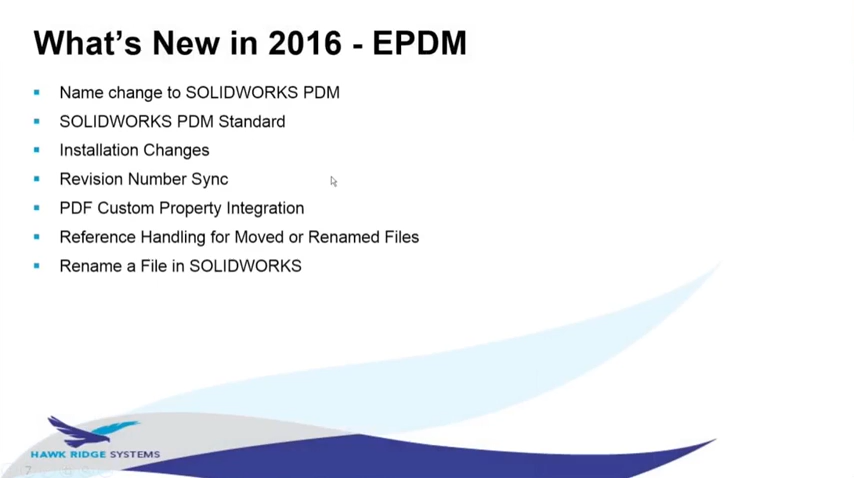 What's New in 2016 - EPDM
Name change to SOLIDWORKS PDM
SOLIDWORKS PDM Standard
Installation Changes
Revision Number Sync
PDF Custom Property Integration
Reference Handling for Moved or Renamed Files
Rename a File in SOLIDWORKS
HAWK RIDGE SYSTEMS
7